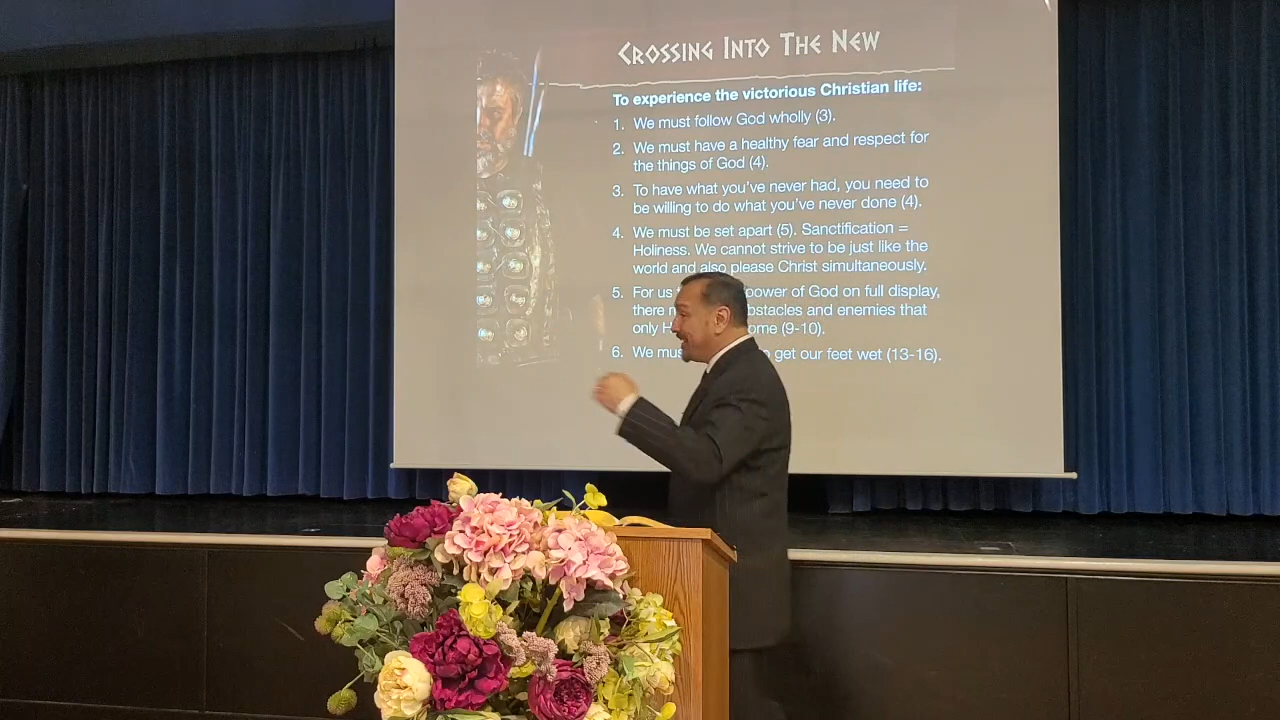 Crossing Into The New
To experience the victorious Christian life:
1. We must follow God wholly (3).
2. We must have a healthy fear and respect for
the things of God (4).
3. To have what you've never had, you need to
be willing to do what you've never done (4).
4. We must be set apart (5). Sanctification =
Holiness. We cannot strive to be just like the
world and also please Christ simultaneously.
5. For us power of God on full display,
there and enemies that
only (9-10).
6. We get our feet wet (13-16).